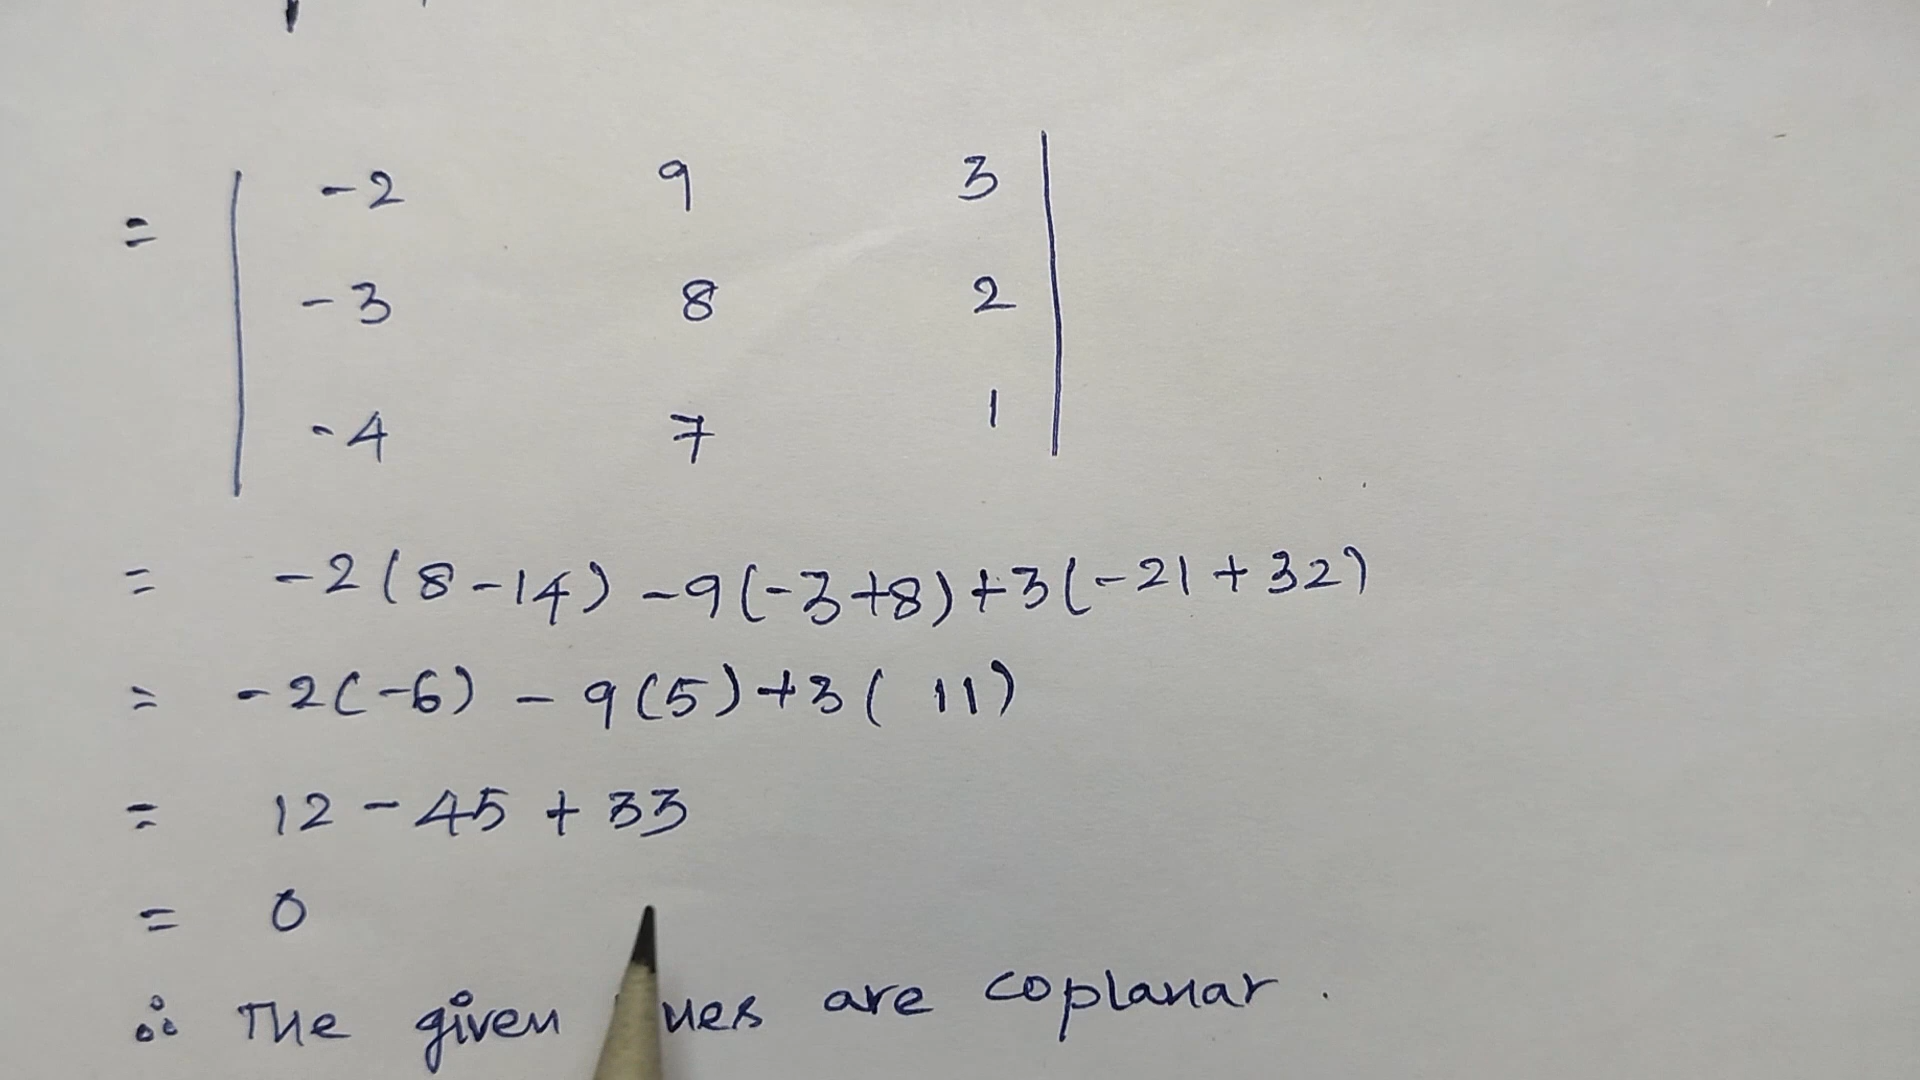 = | -2 9 3 |
| -3 8 2 |
| -4 7 1 |
= -2(8-14) -9(-3+8)+3(-21+32)
= -2(-6) - 9(5)+3( 11)
= 12 - 45 + 33
= 0
∴ The given are coplanar.